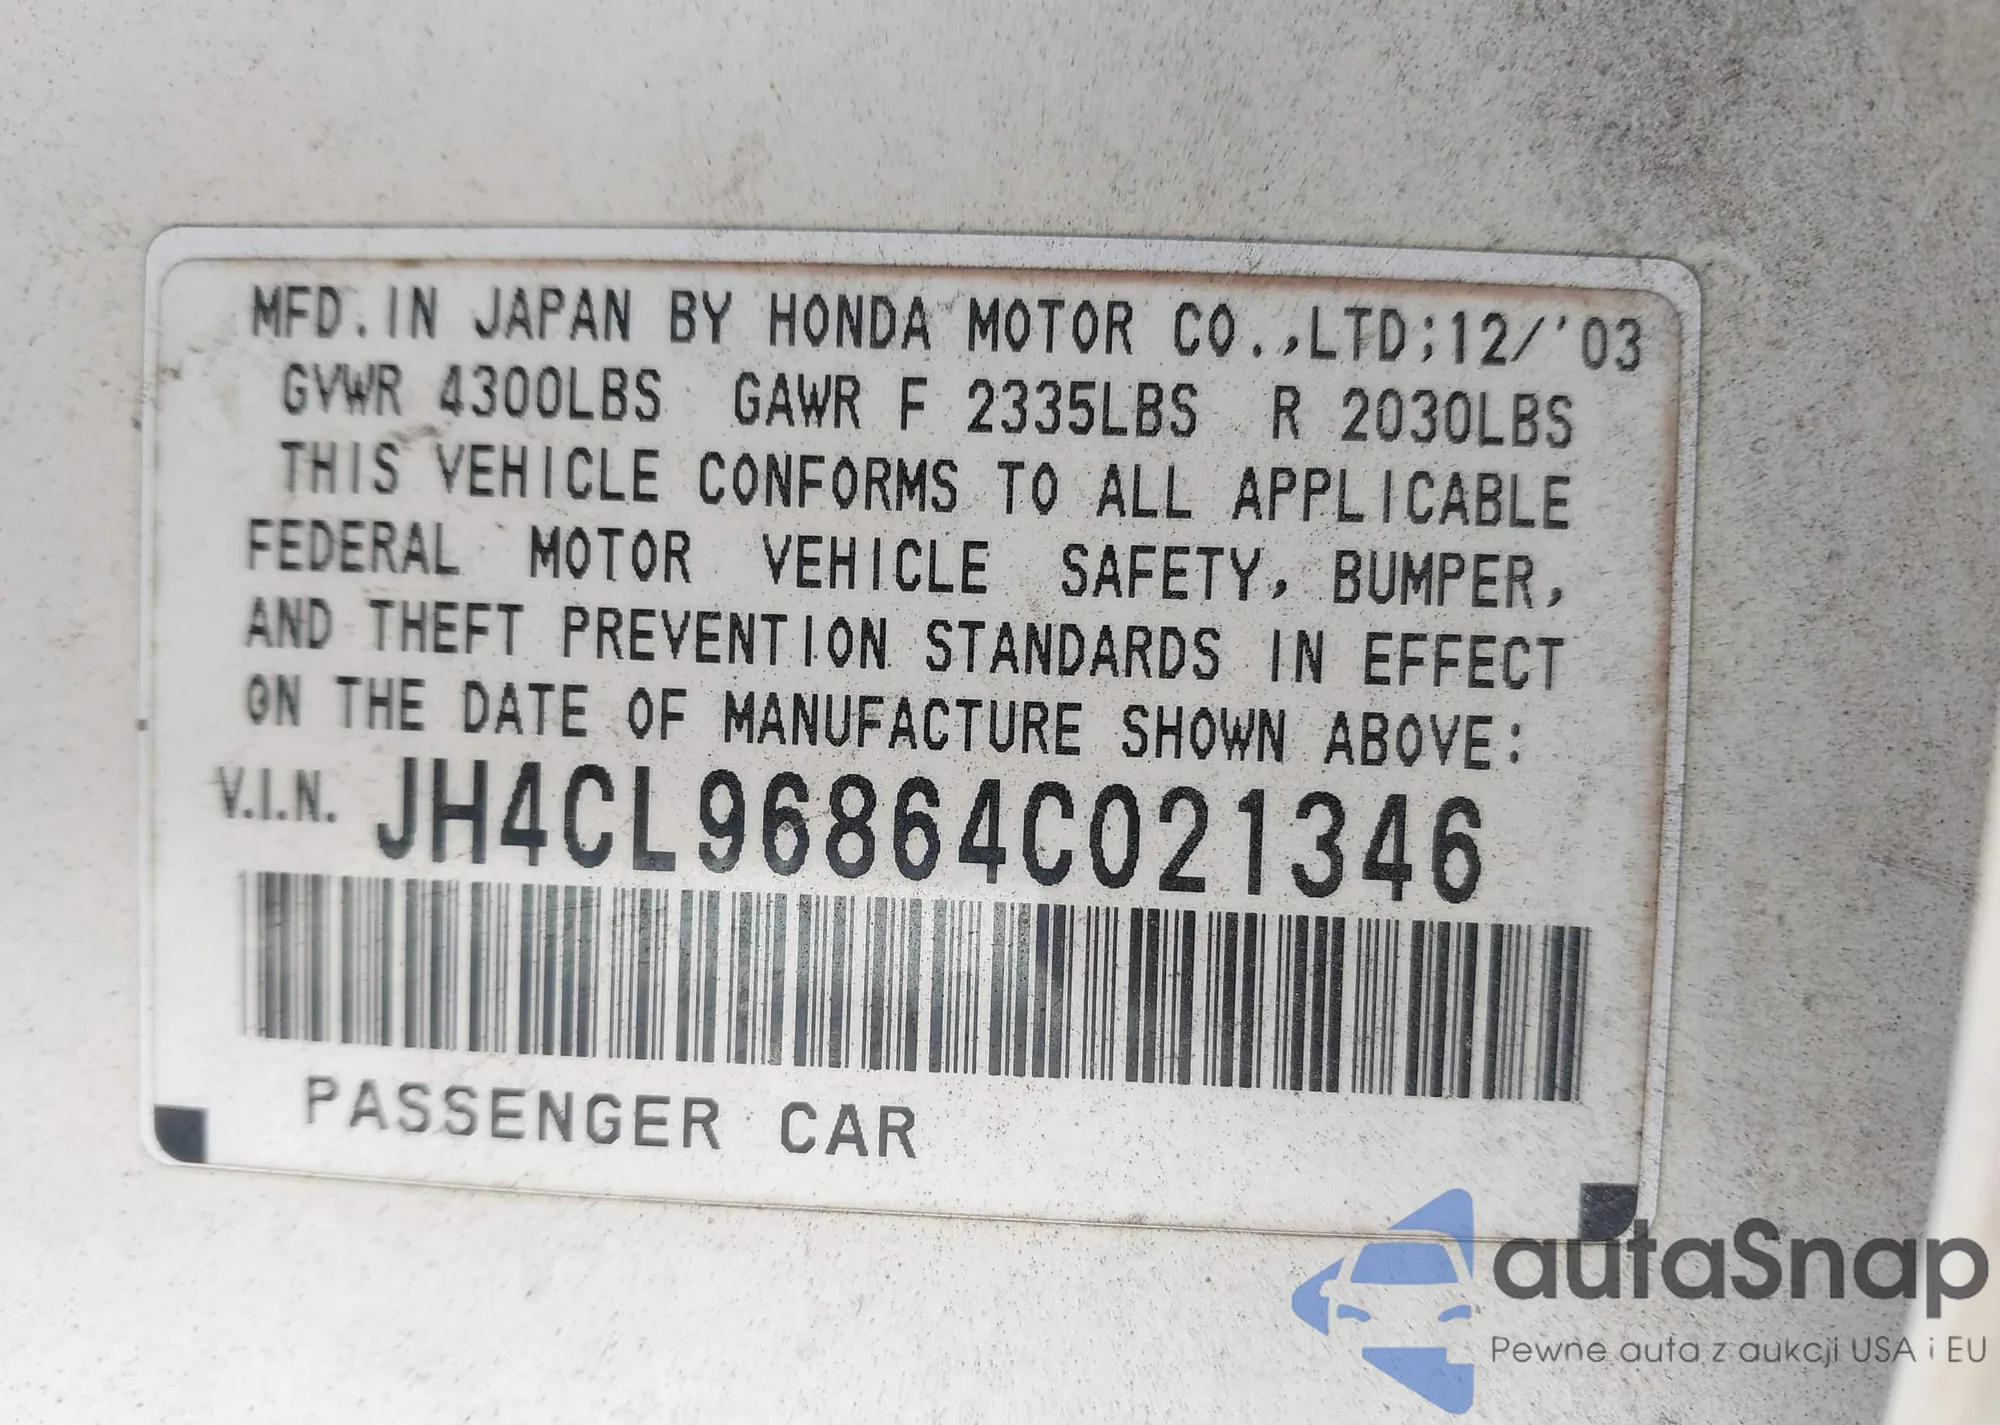 MFD. IN JAPAN BY HONDA MOTOR CO., LTD; 12/'03
GVWR 4300LBS GAWR F 2335LBS R 2030LBS
THIS VEHICLE CONFORMS TO ALL APPLICABLE
FEDERAL MOTOR VEHICLE SAFETY, BUMPER,
AND THEFT PREVENTION STANDARDS IN EFFECT
ON THE DATE OF MANUFACTURE SHOWN ABOVE:
V.I.N. JH4CL96864C021346
PASSENGER CAR
autaSnap
Pewne auta z aukcji USA i EU